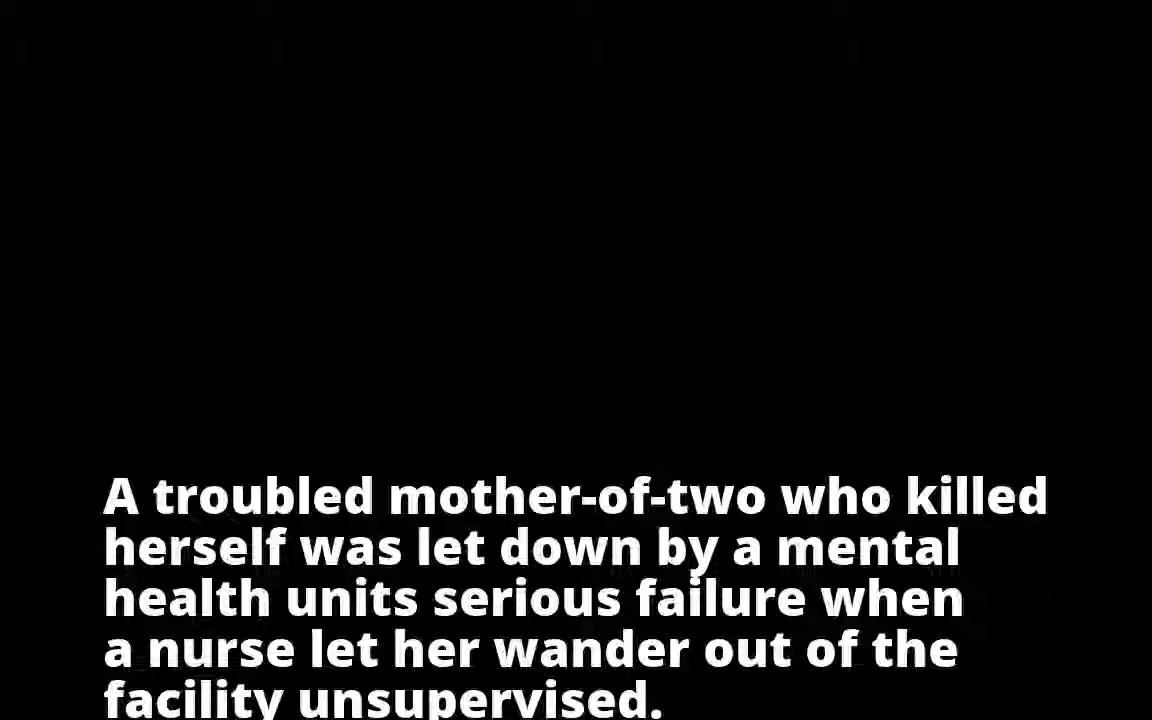 A troubled mother-of-two who killed
herself was let down by a mental
health units serious failure when
a nurse let her wander out of the
facility unsupervised.